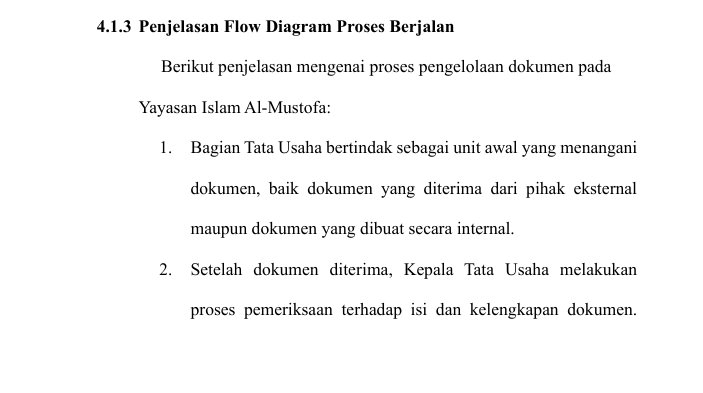 4.1.3 Penjelasan Flow Diagram Proses Berjalan
Berikut penjelasan mengenai proses pengelolaan dokumen pada
Yayasan Islam Al-Mustofa:
1. Bagian Tata Usaha bertindak sebagai unit awal yang menangani
dokumen, baik dokumen yang diterima dari pihak eksternal
maupun dokumen yang dibuat secara internal.
2. Setelah dokumen diterima, Kepala Tata Usaha melakukan
proses pemeriksaan terhadap isi dan kelengkapan dokumen.